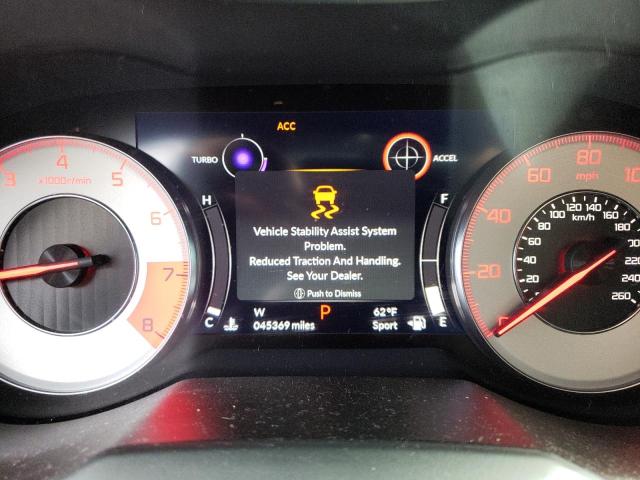 ACC
TURBO
ACCEL
3 4 5 6 7 8
x1000r/min
H
F
Vehicle Stability Assist System
Problem.
Reduced Traction And Handling.
See Your Dealer.
Push to Dismiss
C
E
W
P
62°F
045369 miles
Sport
20 40 60 80
mph
km/h
20 40 60 80 100 120 140 160 180
220
240
260